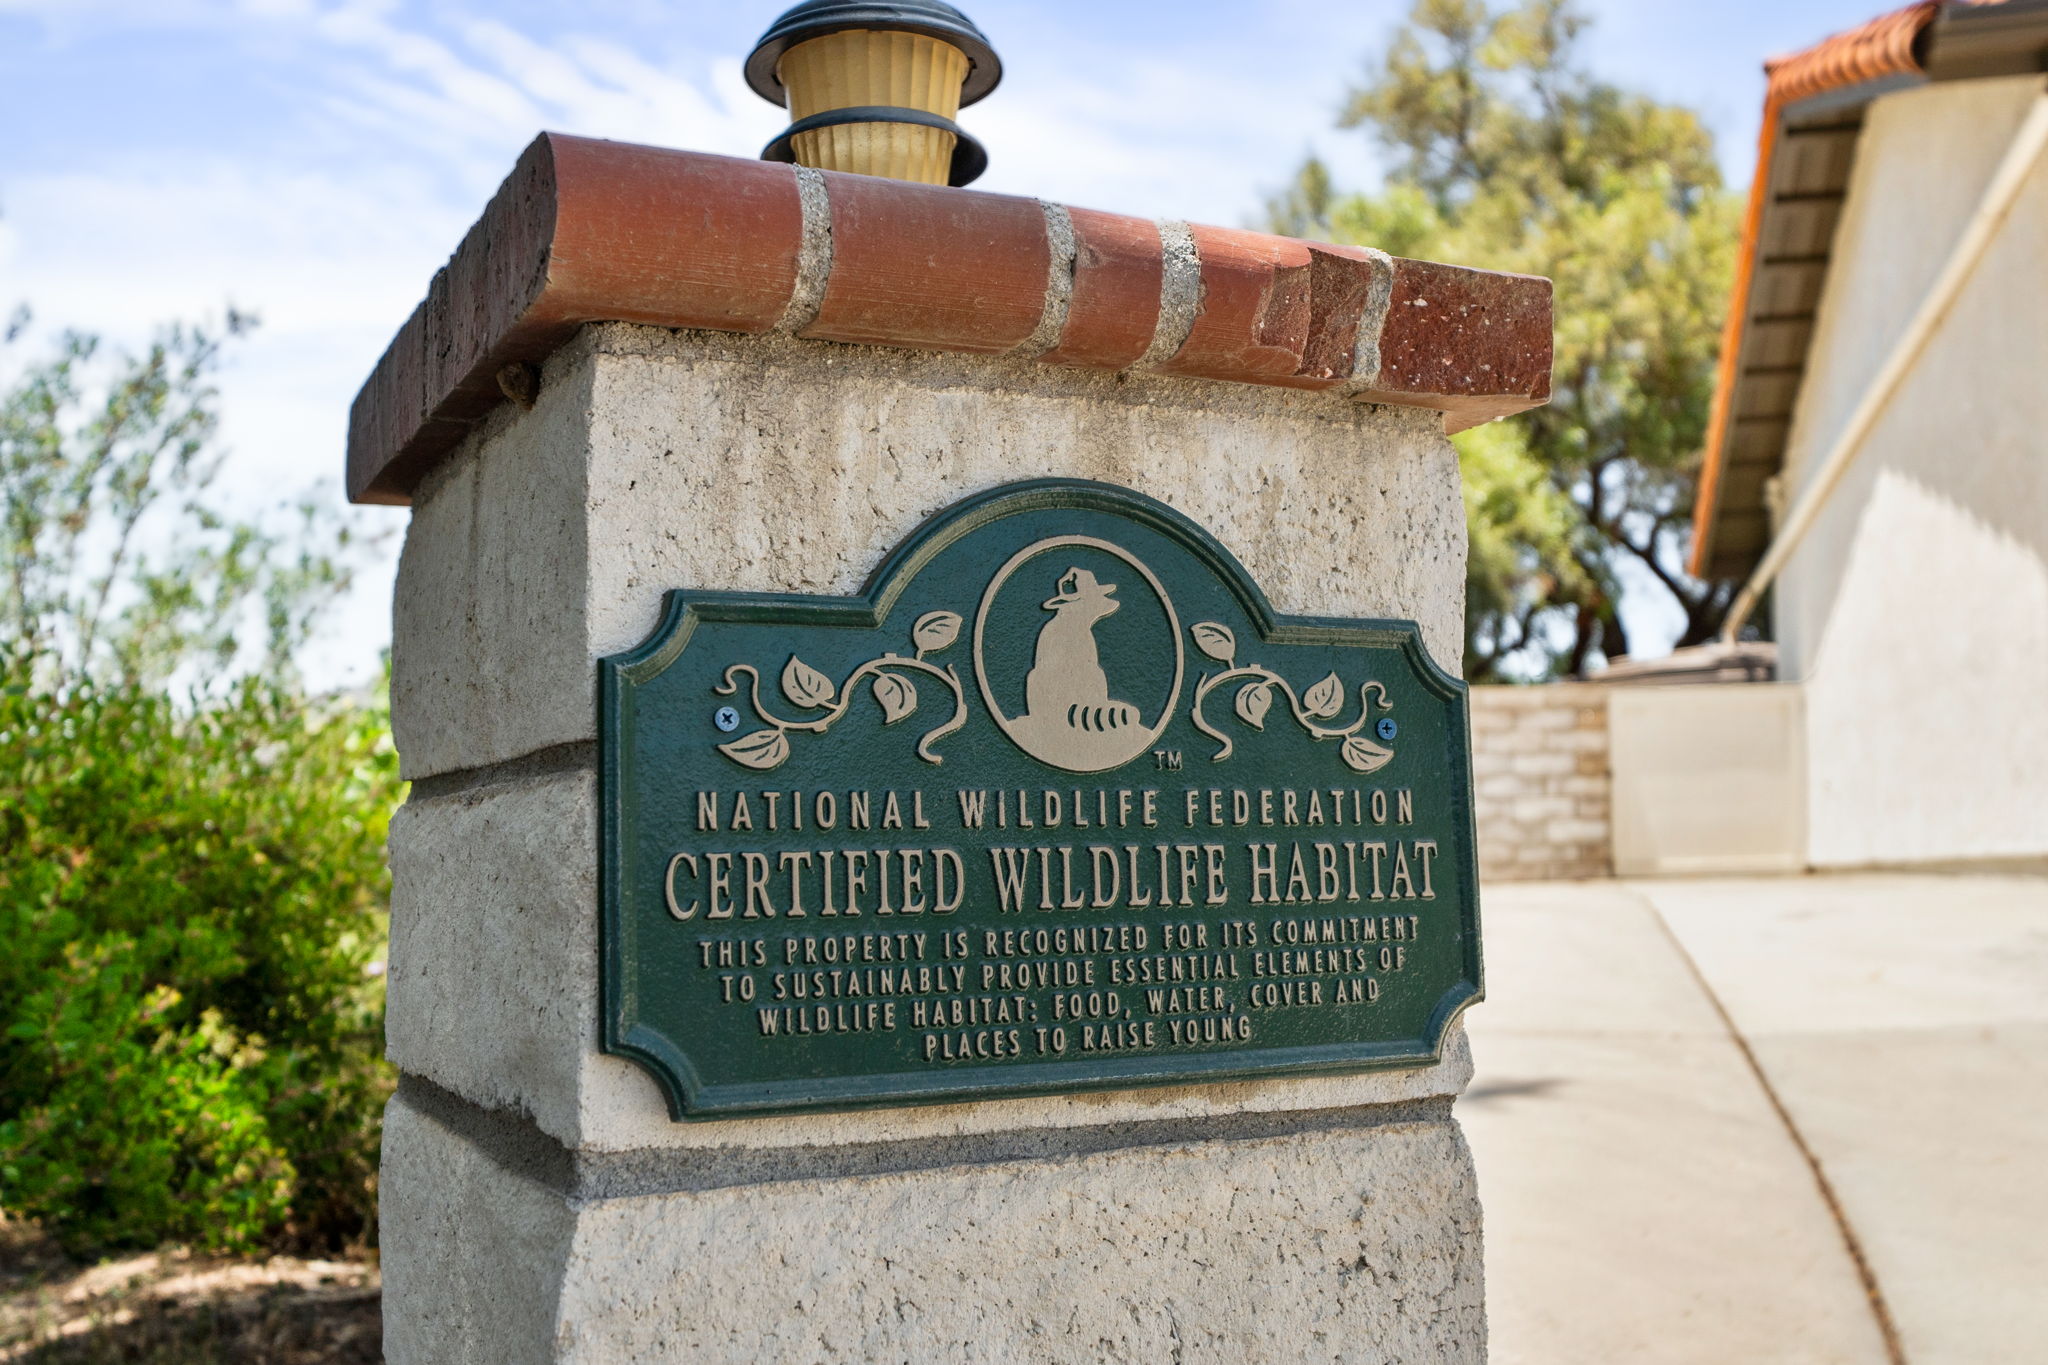 TM
NATIONAL WILDLIFE FEDERATION
CERTIFIED WILDLIFE HABITAT
THIS PROPERTY IS RECOGNIZED FOR ITS COMMITMENT
TO SUSTAINABLY PROVIDE ESSENTIAL ELEMENTS OF
WILDLIFE HABITAT: FOOD, WATER, COVER AND
PLACES TO RAISE YOUNG